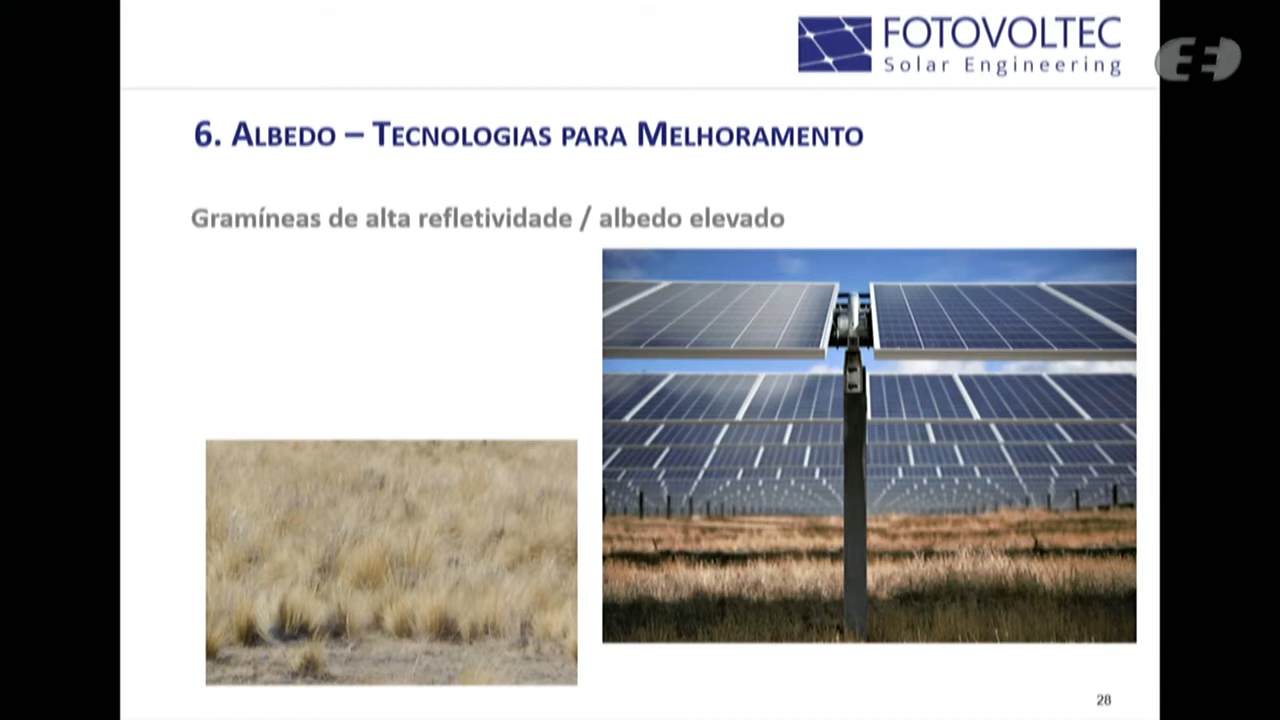 FOTOVOLTEC
Solar Engineering
6. ALBEDO – TECNOLOGIAS PARA MELHORAMENTO
Gramíneas de alta refletividade / albedo elevado
28